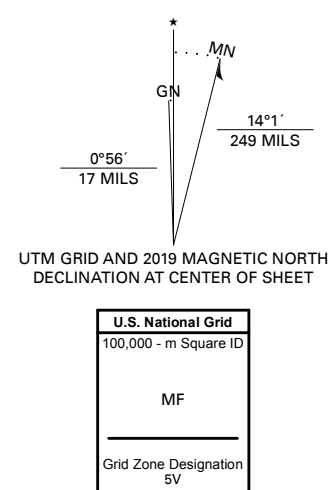 ★
MN
GN
14°1´
249 MILS
0°56´
17 MILS
UTM GRID AND 2019 MAGNETIC NORTH
DECLINATION AT CENTER OF SHEET
U.S. National Grid
100,000 - m Square ID
MF
Grid Zone Designation
5V